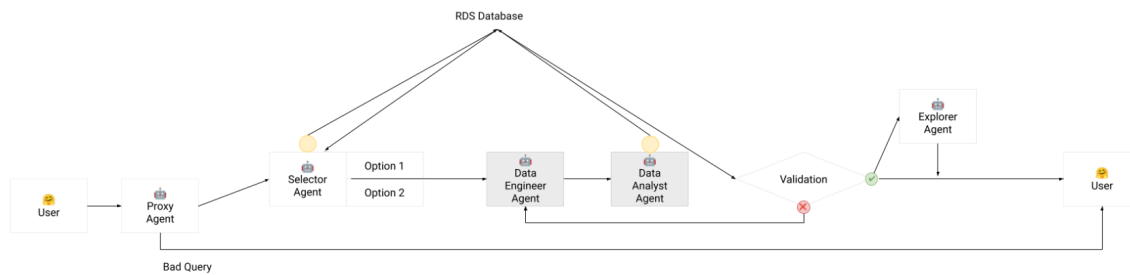 RDS Database
User
Proxy
Agent
Selector
Agent
Option 1
Option 2
Data
Engineer
Agent
Data
Analyst
Agent
Validation
Explorer
Agent
User
Bad Query